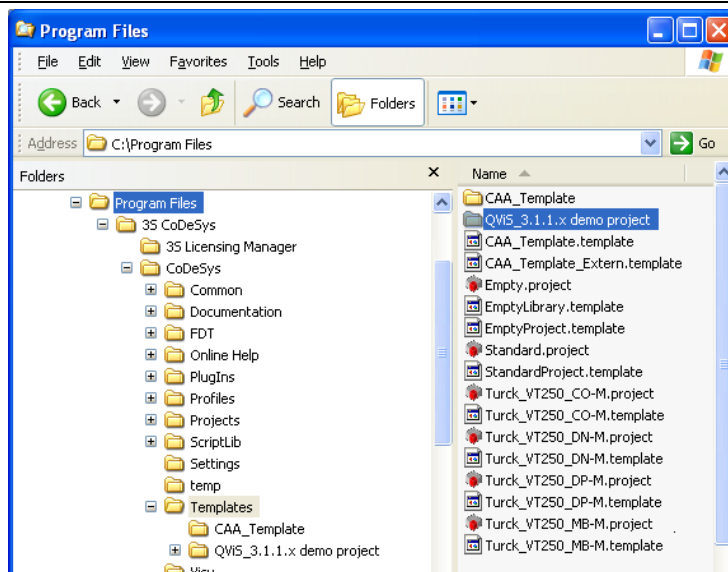 Program Files
File Edit View Favorites Tools Help
Back Search Folders
Address C:\Program Files Go
Folders
Program Files
3S CoDeSys
3S Licensing Manager
CoDeSys
Common
Documentation
FDT
Online Help
PlugIns
Profiles
Projects
ScriptLib
Settings
temp
Templates
CAA_Template
QViS_3.1.1.x demo project
Visu
Name
CAA_Template
QViS_3.1.1.x demo project
CAA_Template.template
CAA_Template_Extern.template
Empty.project
EmptyLibrary.template
EmptyProject.template
Standard.project
StandardProject.template
Turck_VT250_CO-M.project
Turck_VT250_CO-M.template
Turck_VT250_DN-M.project
Turck_VT250_DN-M.template
Turck_VT250_DP-M.project
Turck_VT250_DP-M.template
Turck_VT250_MB-M.project
Turck_VT250_MB-M.template